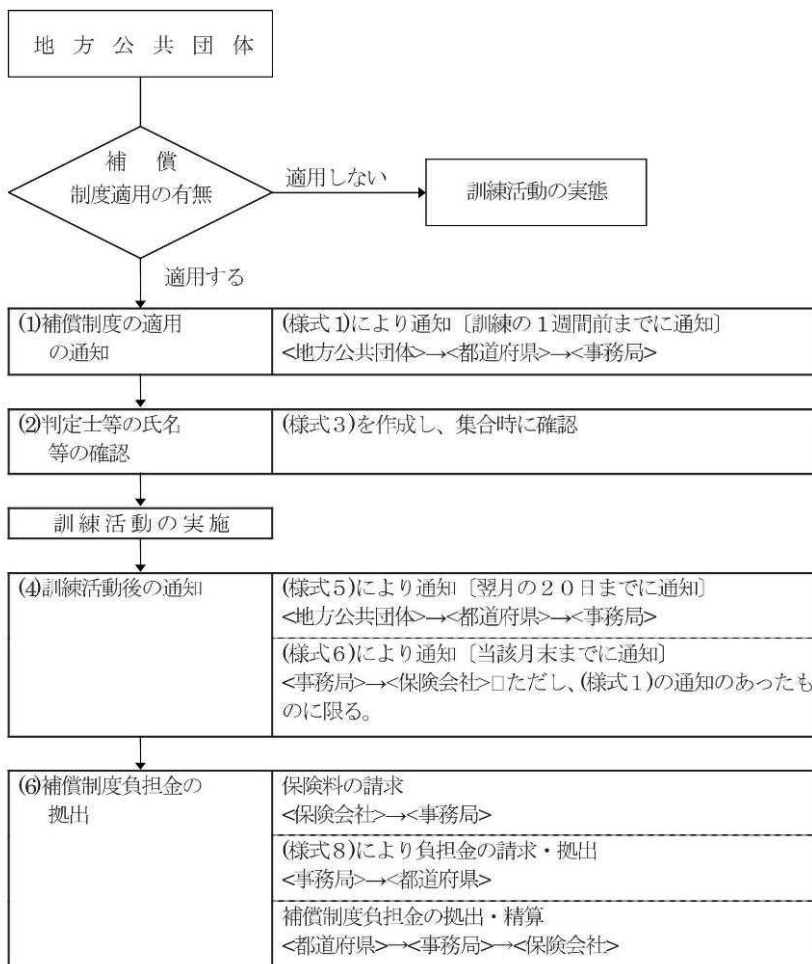 地方公共団体
補償
制度適用の有無
適用しない
訓練活動の実態
適用する
(1)補償制度の適用
の通知
(様式1)により通知〔訓練の1週間前までに通知〕
<地方公共団体>→<都道府県>→<事務局>
(2)判定士等の氏名
等の確認
(様式3)を作成し、集合時に確認
訓練活動の実施
(4)訓練活動後の通知
(様式5)により通知〔翌月の20日までに通知〕
<地方公共団体>→<都道府県>→<事務局>
(様式6)により通知〔当該月末までに通知〕
<事務局>→<保険会社>□ただし、(様式1)の通知のあったも
のに限る。
(6)補償制度負担金の
拠出
保険料の請求
<保険会社>→<事務局>
(様式8)により負担金の請求・拠出
<事務局>→<都道府県>
補償制度負担金の拠出・精算
<都道府県>→<事務局>→<保険会社>